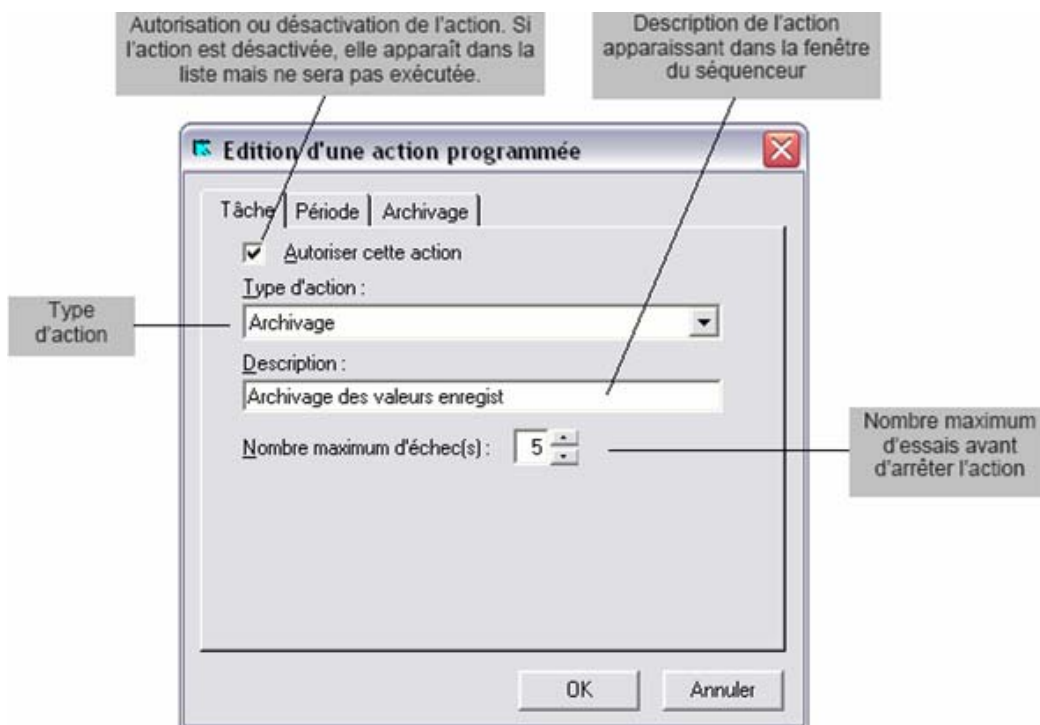 Autorisation ou désactivation de l'action. Si
l'action est désactivée, elle apparaît dans la
liste mais ne sera pas exécutée.
Description de l'action
apparaissant dans la fenêtre
du séquenceur
Edition d'une action programmée
Tâche Période Archivage
Autoriser cette action
Type d'action :
Type
d'action
Archivage
Description :
Archivage des valeurs enregist
Nombre maximum d'échec(s) : 5
Nombre maximum
d'essais avant
d'arrêter l'action
OK Annuler